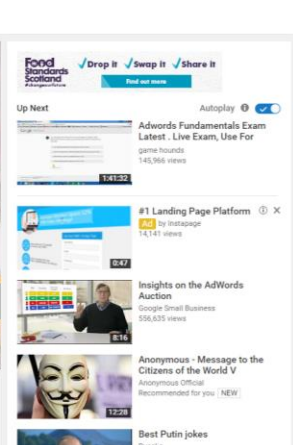 Food
Standards
Scotland
Drop it Swap it Share it
Find out more
Up Next
Autoplay
Adwords Fundamentals Exam
Latest . Live Exam, Use For
game hounds
145,966 views
1:41:32
#1 Landing Page Platform
Ad by Instapage
14,141 views
0:47
Insights on the AdWords
Auction
Google Small Business
556,635 views
8:16
Anonymous - Message to the
Citizens of the World V
Anonymous Official
Recommended for you NEW
12:28
Best Putin jokes